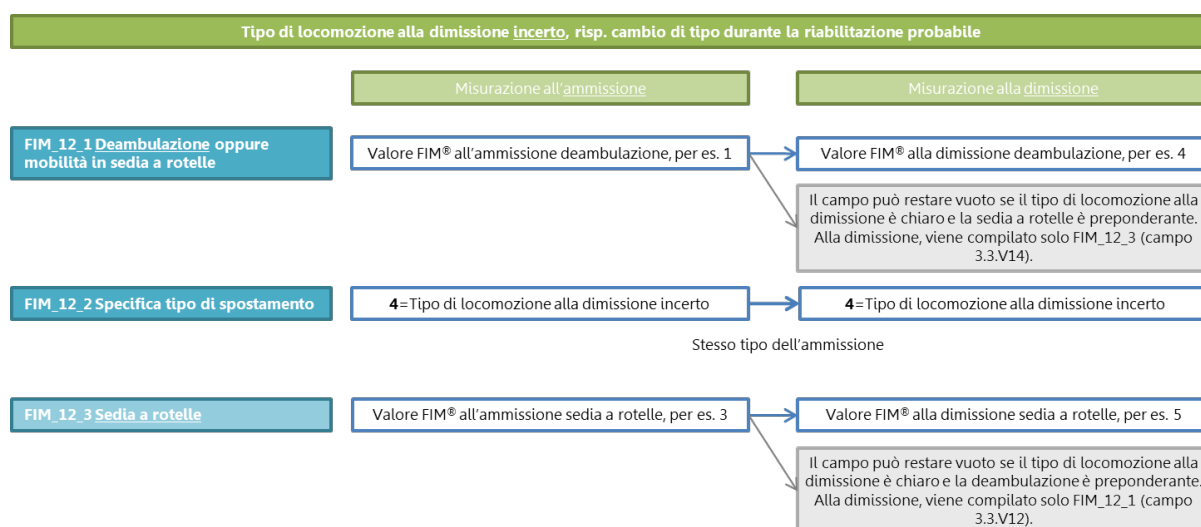 Tipo di locomozione alla dimissione incerto, risp. cambio di tipo durante la riabilitazione probabile
Misurazione all'ammissione
Misurazione alla dimissione
FIM_12_1 Deambulazione oppure
mobilità in sedia a rotelle
Valore FIM® all'ammissione deambulazione, per es. 1
Valore FIM® alla dimissione deambulazione, per es. 4
Il campo può restare vuoto se il tipo di locomozione alla
dimissione è chiaro e la sedia a rotelle è preponderante.
Alla dimissione, viene compilato solo FIM_12_3 (campo
3.3.V14).
FIM_12_2 Specifica tipo di spostamento
4=Tipo di locomozione alla dimissione incerto
4=Tipo di locomozione alla dimissione incerto
Stesso tipo dell'ammissione
FIM_12_3 Sedia a rotelle
Valore FIM® all'ammissione sedia a rotelle, per es. 3
Valore FIM® alla dimissione sedia a rotelle, per es. 5
Il campo può restare vuoto se il tipo di locomozione alla
dimissione è chiaro e la deambulazione è preponderante.
Alla dimissione, viene compilato solo FIM_12_1 (campo
3.3.V12).